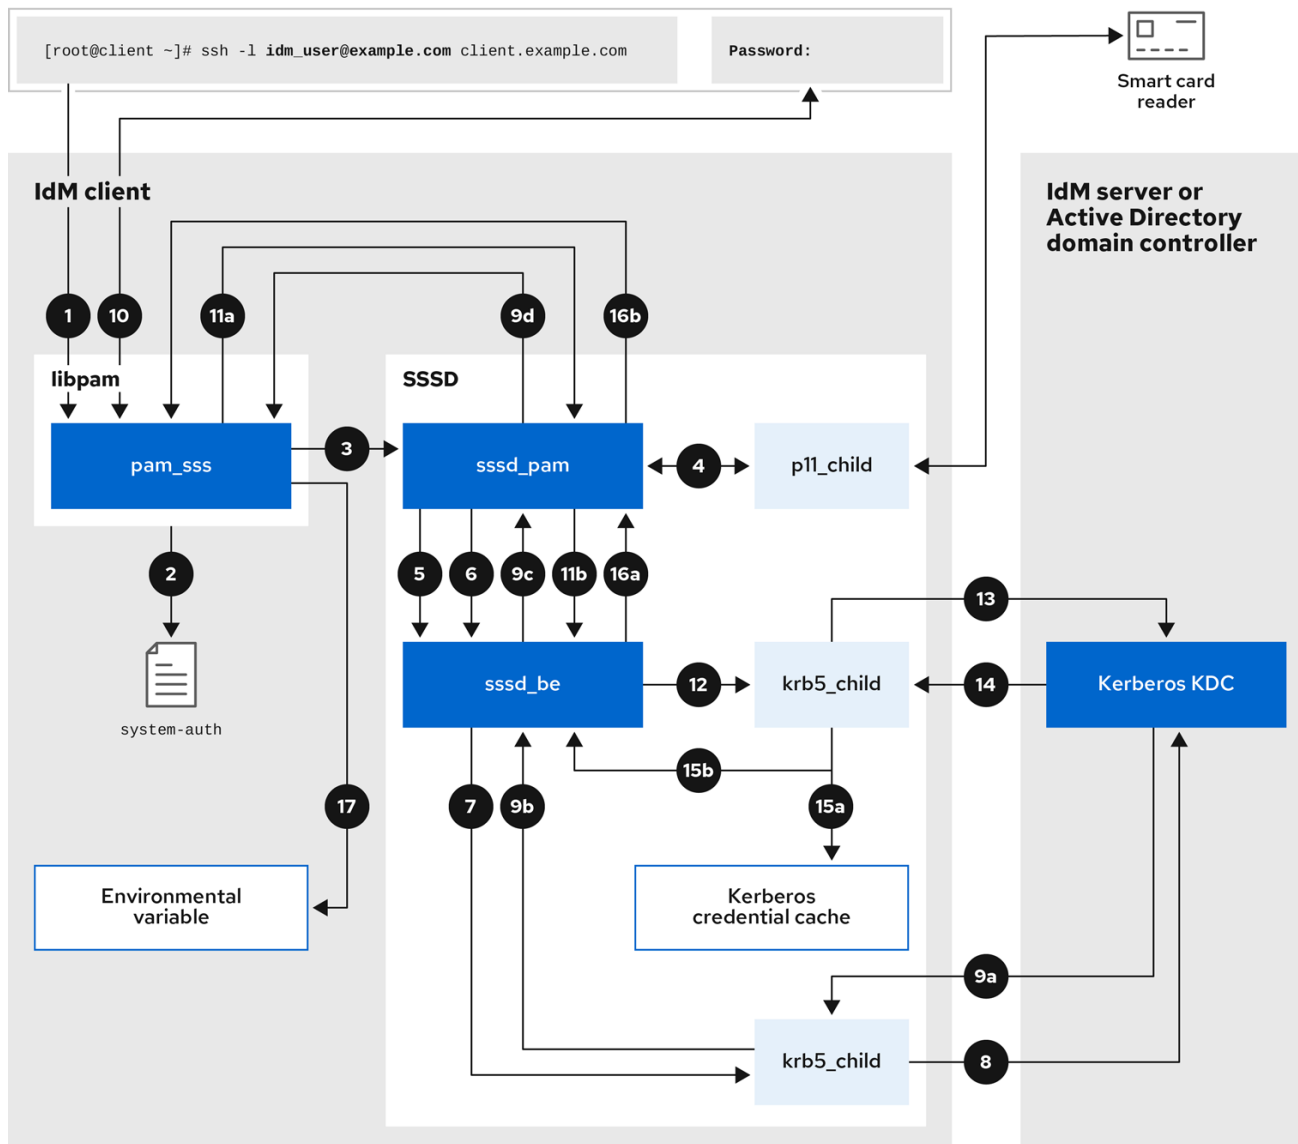 [root@client ~]# ssh -l idm_user@example.com client.example.com
Password:
Smart card
reader
IdM client
IdM server or
Active Directory
domain controller
1
10
11a
9d
16b
libpam
SSSD
pam_sss
3
sssd_pam
4
p11_child
2
5
6
9c
11b
16a
13
system-auth
sssd_be
12
krb5_child
14
Kerberos KDC
15b
17
7
9b
15a
Environmental
variable
Kerberos
credential cache
9a
krb5_child
8